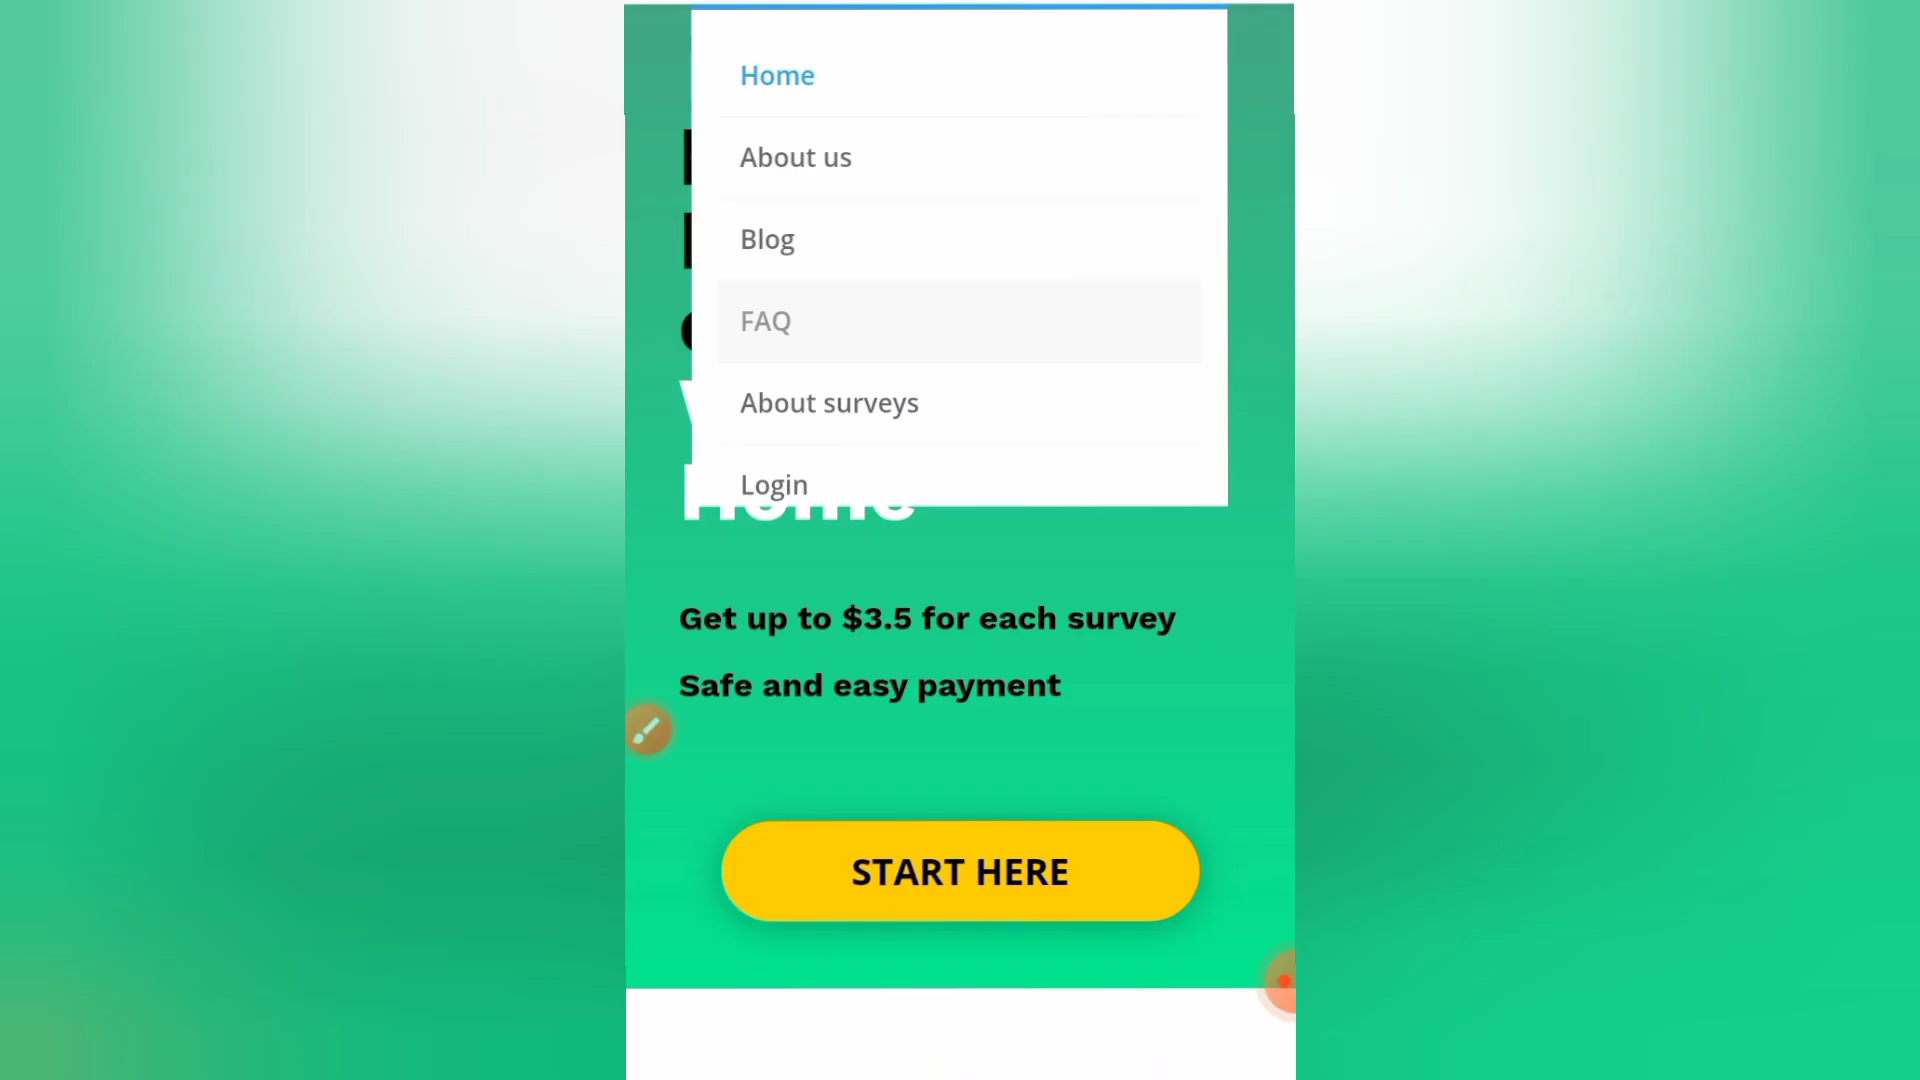 Home
About us
Blog
FAQ
About surveys
Login
Home
Get up to $3.5 for each survey
Safe and easy payment
START HERE